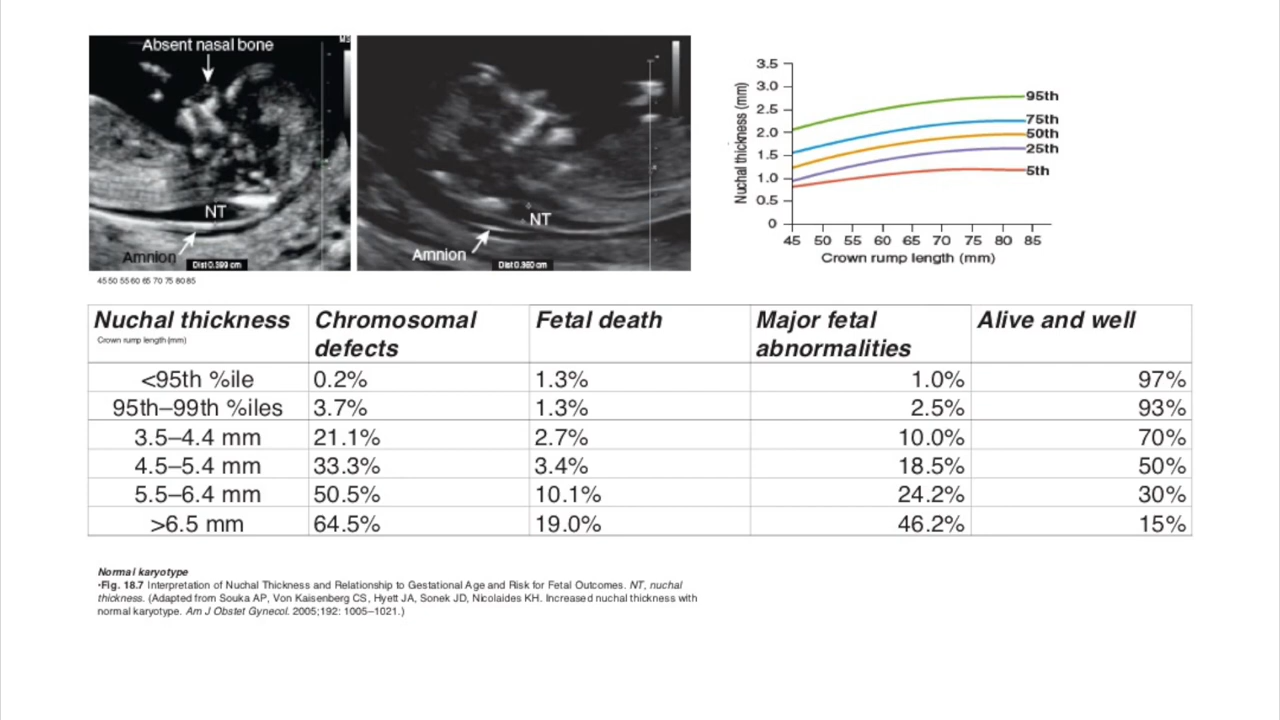 Absent nasal bone
NT
Amnion
Dist 0.399 cm
NT
Amnion
Dist 0.360 cm
45 50 55 60 65 70 75 80 85
Nuchal thickness (mm)
3.5
3.0
2.5
2.0
1.5
1.0
0.5
0
95th
75th
50th
25th
5th
45 50 55 60 65 70 75 80 85
Crown rump length (mm)
Nuchal thickness Chromosomal defects Fetal death Major fetal abnormalities Alive and well
Crown rump length (mm)
<95th %ile 0.2% 1.3% 1.0% 97%
95th–99th %iles 3.7% 1.3% 2.5% 93%
3.5–4.4 mm 21.1% 2.7% 10.0% 70%
4.5–5.4 mm 33.3% 3.4% 18.5% 50%
5.5–6.4 mm 50.5% 10.1% 24.2% 30%
>6.5 mm 64.5% 19.0% 46.2% 15%
Normal karyotype
•Fig. 18.7 Interpretation of Nuchal Thickness and Relationship to Gestational Age and Risk for Fetal Outcomes. NT, nuchal
thickness. (Adapted from Souka AP, Von Kaisenberg CS, Hyett JA, Sonek JD, Nicolaides KH. Increased nuchal thickness with
normal karyotype. Am J Obstet Gynecol. 2005;192: 1005–1021.)